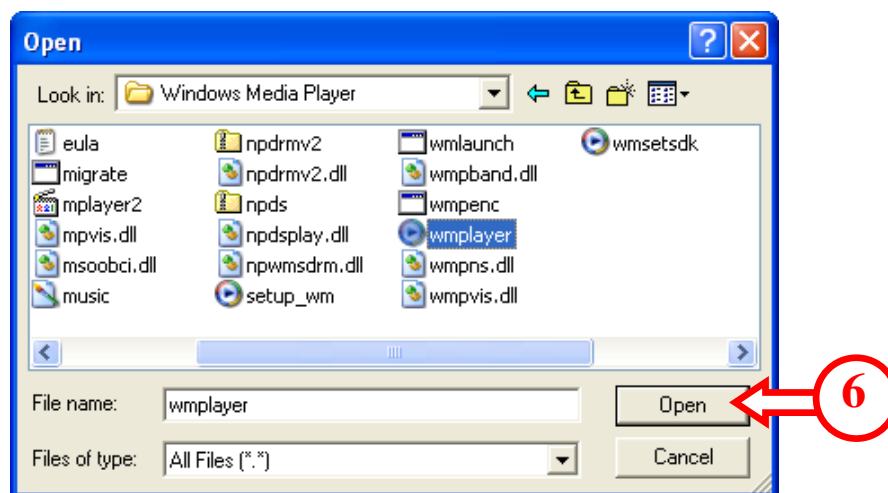 Open
Look in: Windows Media Player
eula npdrmv2 wmlaunch wmsetsdk
migrate npdrmv2.dll wmpband.dll
mplayer2 npds wmpenc
mpvis.dll npdsplay.dll wmplayer
msoobci.dll npwmsdrm.dll wmpns.dll
music setup_wm wmpvis.dll
File name: wmplayer Open 6
Files of type: All Files (*.*) Cancel